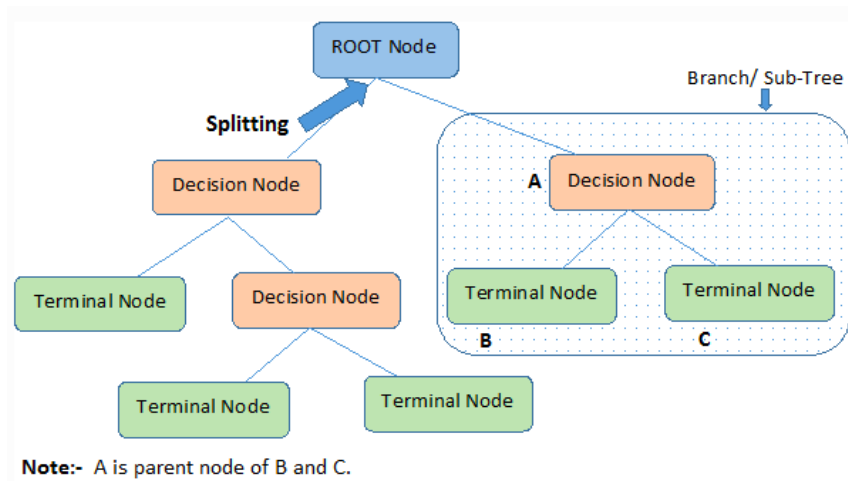 ROOT Node
Branch/ Sub-Tree
Splitting
Decision Node
A
Decision Node
Terminal Node
Decision Node
Terminal Node
Terminal Node
B
C
Terminal Node
Terminal Node
Note:- A is parent node of B and C.